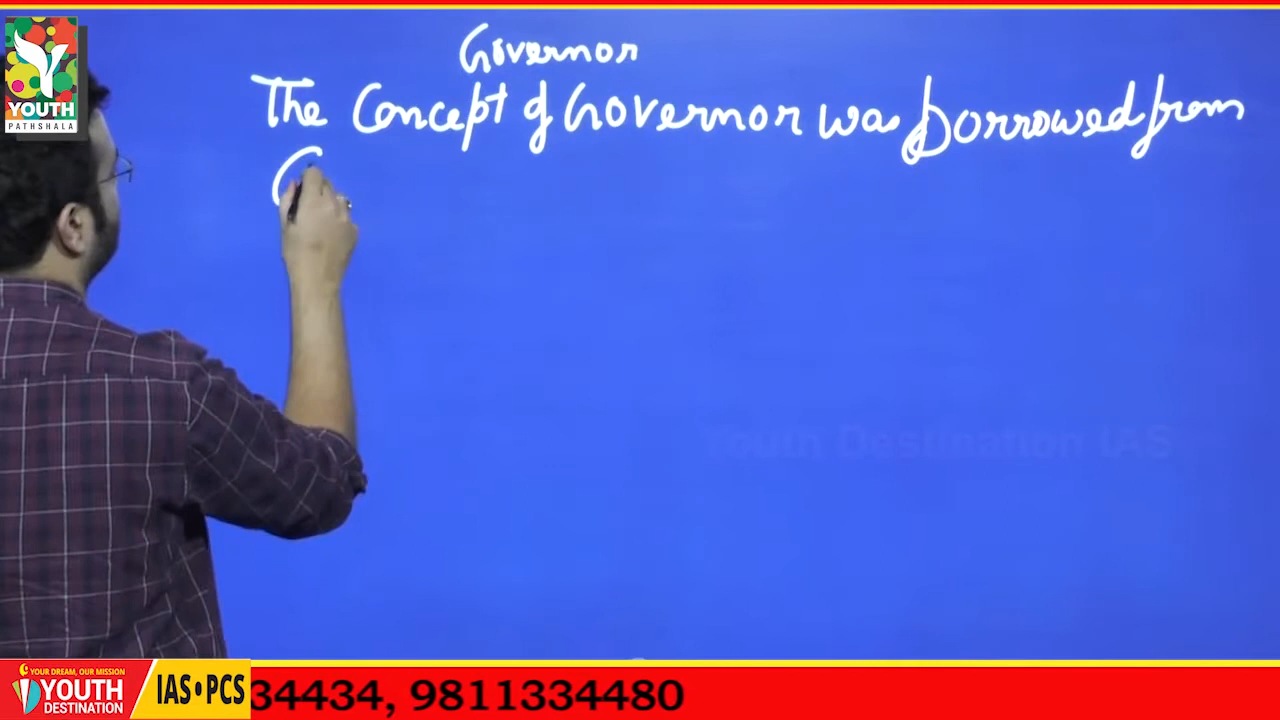 YOUTH
PATHSHALA
Governor
The Concept of Governor was borrowed from
C
Youth Destination IAS
YOUR DREAM, OUR MISSION
YOUTH
DESTINATION
IAS•PCS
34434, 9811334480